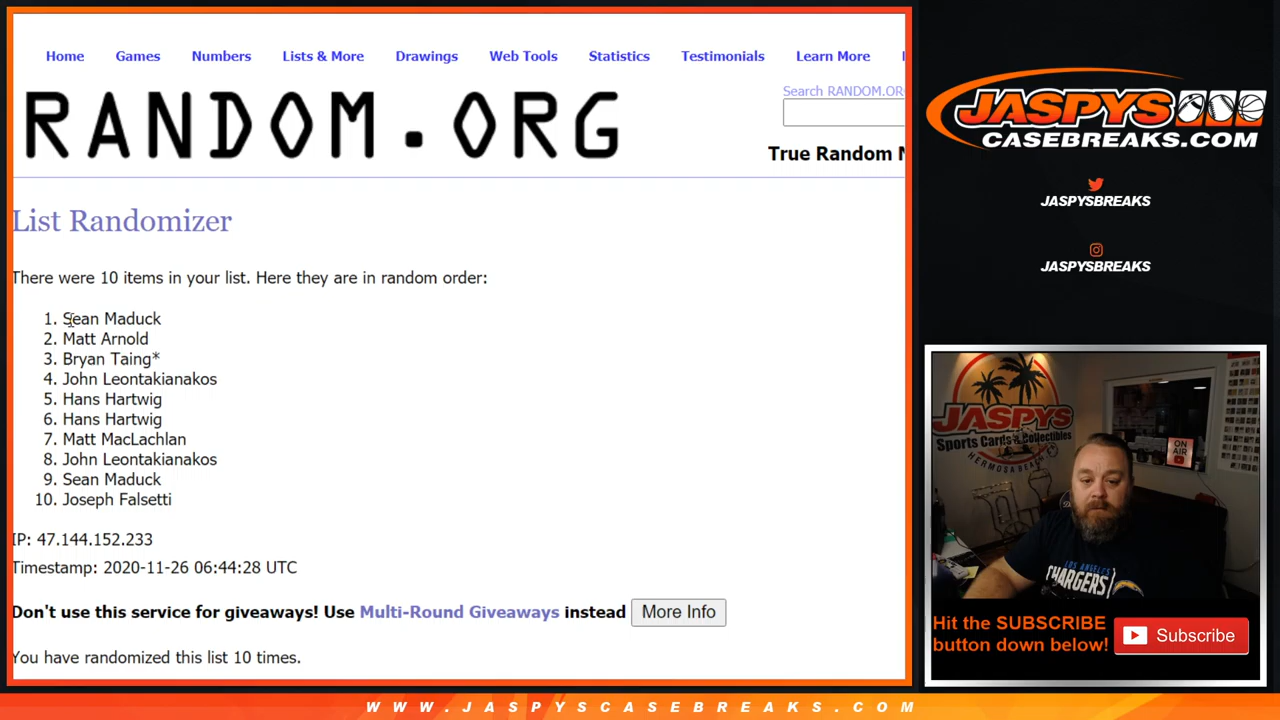 Home Games Numbers Lists & More Drawings Web Tools Statistics Testimonials Learn More
RANDOM.ORG
Search RANDOM.OR
True Random
List Randomizer
There were 10 items in your list. Here they are in random order:
1. Sean Maduck
2. Matt Arnold
3. Bryan Taing*
4. John Leontakianakos
5. Hans Hartwig
6. Hans Hartwig
7. Matt MacLachlan
8. John Leontakianakos
9. Sean Maduck
10. Joseph Falsetti
IP: 47.144.152.233
Timestamp: 2020-11-26 06:44:28 UTC
Don't use this service for giveaways! Use Multi-Round Giveaways instead More Info
You have randomized this list 10 times.
JASPYS
CASEBREAKS.COM
JASPYSBREAKS
JASPYSBREAKS
JASPYS
Sports Cards & Collectibles
HERMOSA BEACH
ON AIR
LOS ANGELES
CHARGERS
Hit the SUBSCRIBE
button down below!
Subscribe
WWW.JASPYSCASEBREAKS.COM